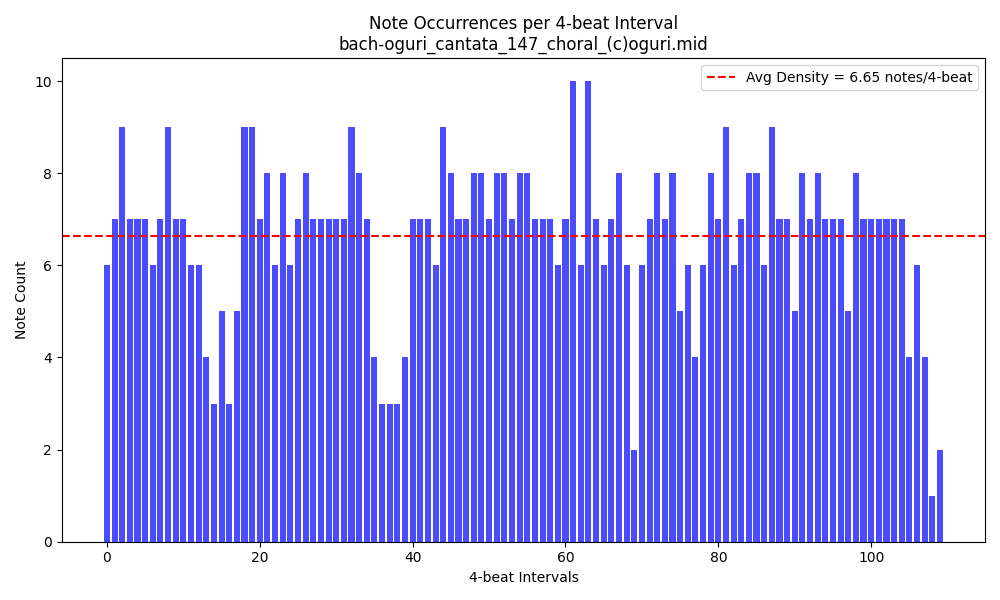 Note Occurrences per 4-beat Interval
bach-oguri_cantata_147_choral_(c)oguri.mid
Avg Density = 6.65 notes/4-beat
Note Count
10
8
6
4
2
0
0 20 40 60 80 100
4-beat Intervals